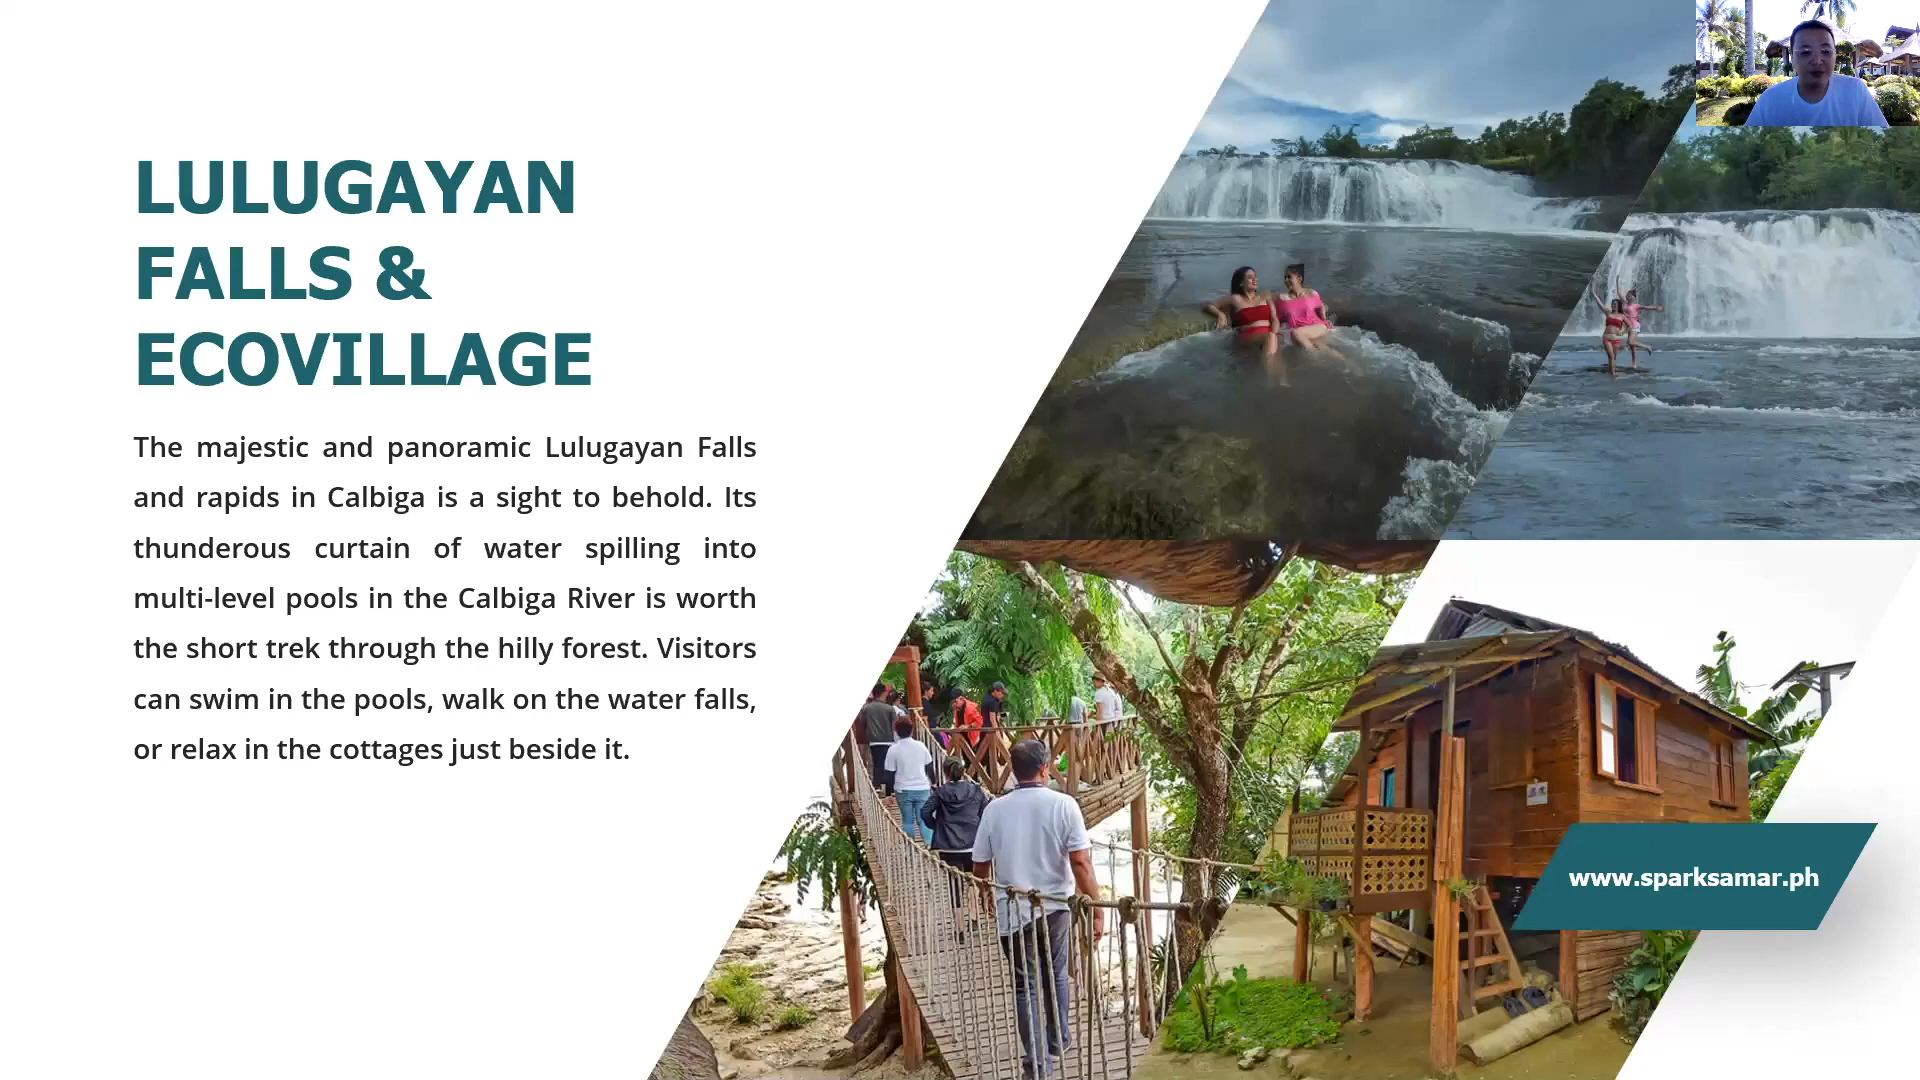 LULUGAYAN
FALLS &
ECOVILLAGE
The majestic and panoramic Lulugayan Falls
and rapids in Calbiga is a sight to behold. Its
thunderous curtain of water spilling into
multi-level pools in the Calbiga River is worth
the short trek through the hilly forest. Visitors
can swim in the pools, walk on the water falls,
or relax in the cottages just beside it.
www.sparksamar.ph